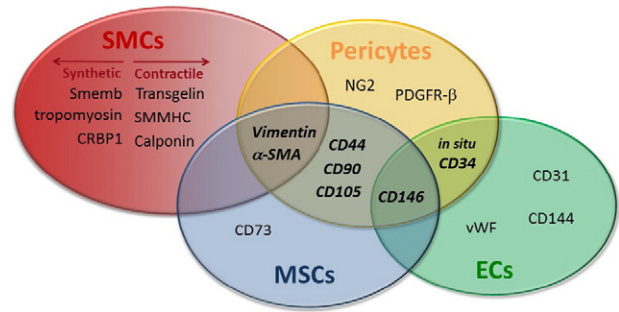 SMCs
Synthetic Contractile
Smemb Transgelin
tropomyosin SMMHC
CRBP1 Calponin
Pericytes
NG2
PDGFR-β
Vimentin
α-SMA
CD44
CD90
CD105
CD146
in situ
CD34
CD31
CD144
vWF
ECs
CD73
MSCs